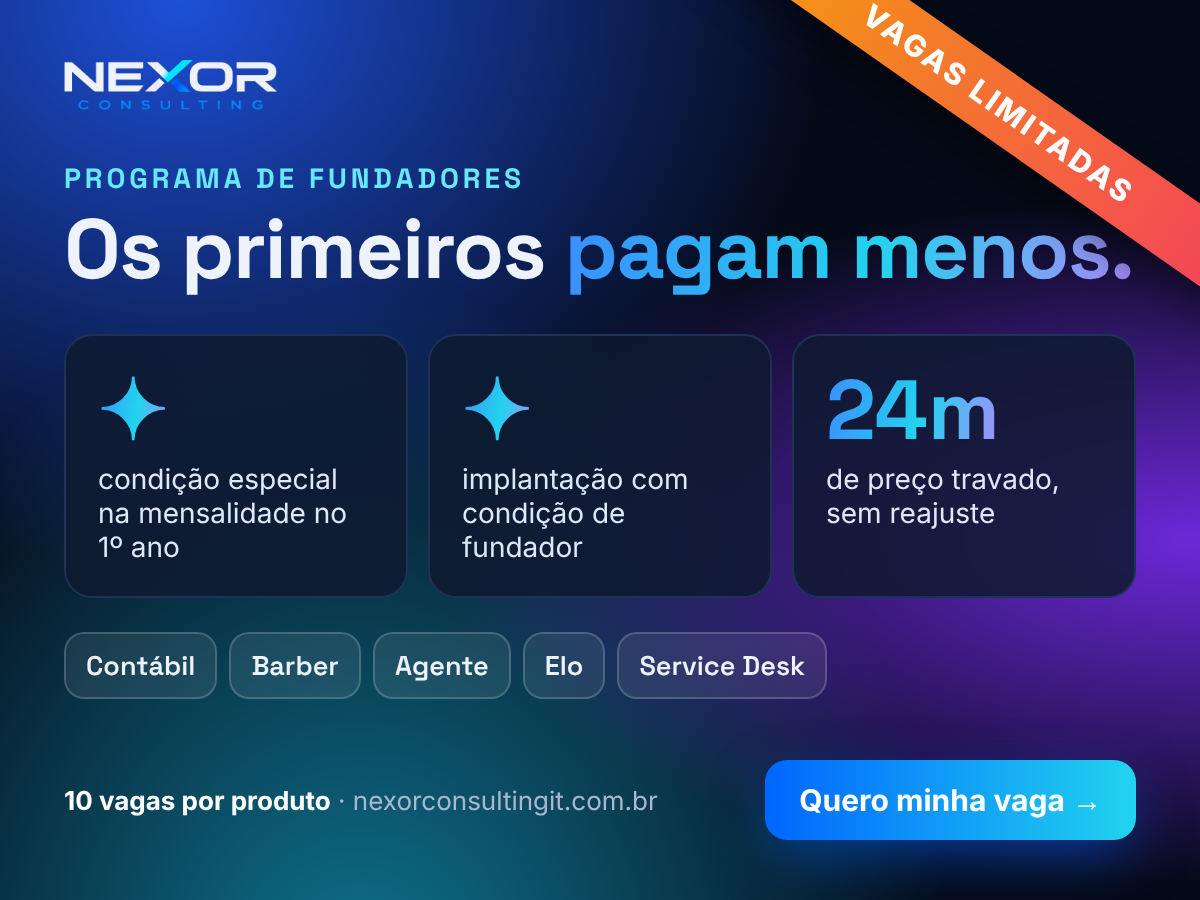 NEXOR
CONSULTING
VAGAS LIMITADAS
PROGRAMA DE FUNDADORES
Os primeiros pagam menos.
condição especial
na mensalidade no
1º ano
implantação com
condição de
fundador
24m
de preço travado,
sem reajuste
Contábil
Barber
Agente
Elo
Service Desk
10 vagas por produto · nexorconsultingit.com.br
Quero minha vaga →